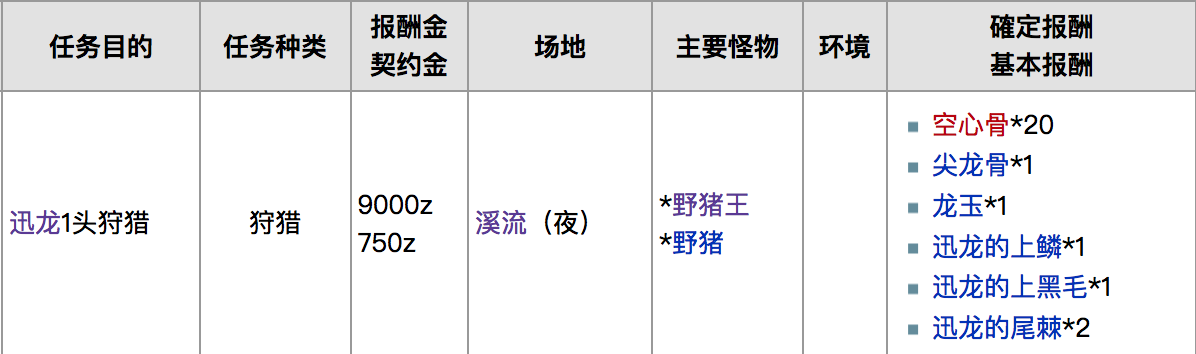 任务目的
任务种类
报酬金
契约金
场地
主要怪物
环境
確定报酬
基本报酬
迅龙1头狩猎
狩猎
9000z
750z
溪流（夜）
*野猪王
*野猪
空心骨*20
尖龙骨*1
龙玉*1
迅龙的上鳞*1
迅龙的上黑毛*1
迅龙的尾棘*2